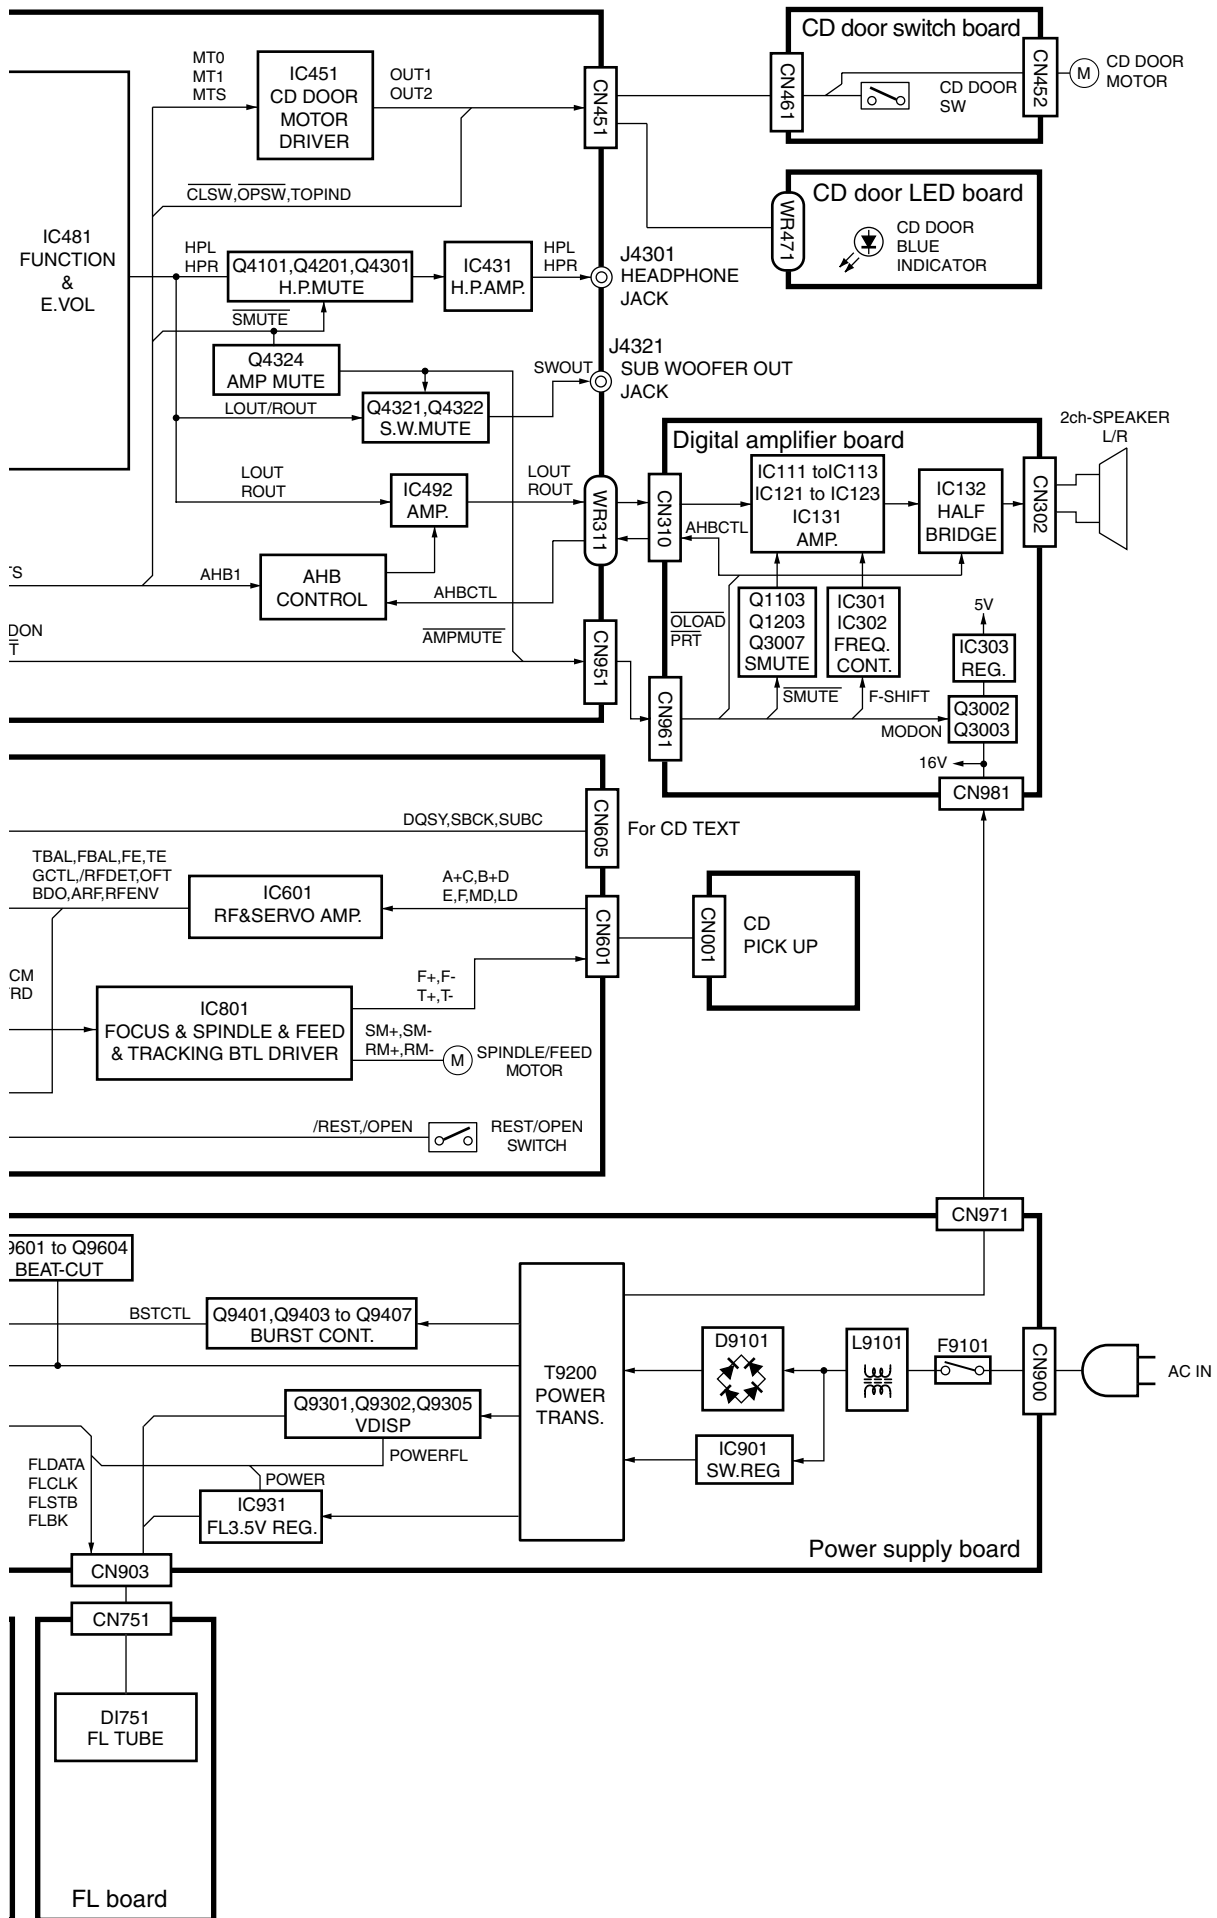 CD door switch board
MT0
MT1
MTS
IC451
CD DOOR
MOTOR
DRIVER
OUT1
OUT2
CN451
CN461
CD DOOR
SW
CN452
M
CD DOOR
MOTOR
CLSW,OPSW,TOPIND
CD door LED board
WR471
CD DOOR
BLUE
INDICATOR
IC481
FUNCTION
&
E.VOL
HPL
HPR
Q4101,Q4201,Q4301
H.P.MUTE
IC431
H.P.AMP.
HPL
HPR
J4301
HEADPHONE
JACK
SMUTE
Q4324
AMP MUTE
SWOUT
J4321
SUB WOOFER OUT
JACK
LOUT/ROUT
Q4321,Q4322
S.W.MUTE
2ch-SPEAKER
L/R
Digital amplifier board
LOUT
ROUT
IC492
AMP.
LOUT
ROUT
WR311
CN310
AHBCTL
IC111 toIC113
IC121 to IC123
IC131
AMP.
IC132
HALF
BRIDGE
CN302
TS
AHB1
AHB
CONTROL
AHBCTL
OLOAD
PRT
Q1103
Q1203
Q3007
SMUTE
IC301
IC302
FREQ.
CONT.
5V
IC303
REG.
DON
T
AMPMUTE
CN951
CN961
SMUTE
F-SHIFT
MODON
Q3002
Q3003
16V
CN981
DQSY,SBCK,SUBC
CN605
For CD TEXT
TBAL,FBAL,FE,TE
GCTL,/RFDET,OFT
BDO,ARF,RFENV
IC601
RF&SERVO AMP.
A+C,B+D
E,F,MD,LD
CN601
CN001
CD
PICK UP
CM
TRD
IC801
FOCUS & SPINDLE & FEED
& TRACKING BTL DRIVER
F+,F-
T+,T-
SM+,SM-
RM+,RM-
M
SPINDLE/FEED
MOTOR
/REST,/OPEN
REST/OPEN
SWITCH
CN971
9601 to Q9604
BEAT-CUT
BSTCTL
Q9401,Q9403 to Q9407
BURST CONT.
T9200
POWER
TRANS.
D9101
L9101
F9101
CN900
AC IN
Q9301,Q9302,Q9305
VDISP
POWERFL
IC901
SW.REG
FLDATA
FLCLK
FLSTB
FLBK
POWER
IC931
FL3.5V REG.
Power supply board
CN903
CN751
DI751
FL TUBE
FL board